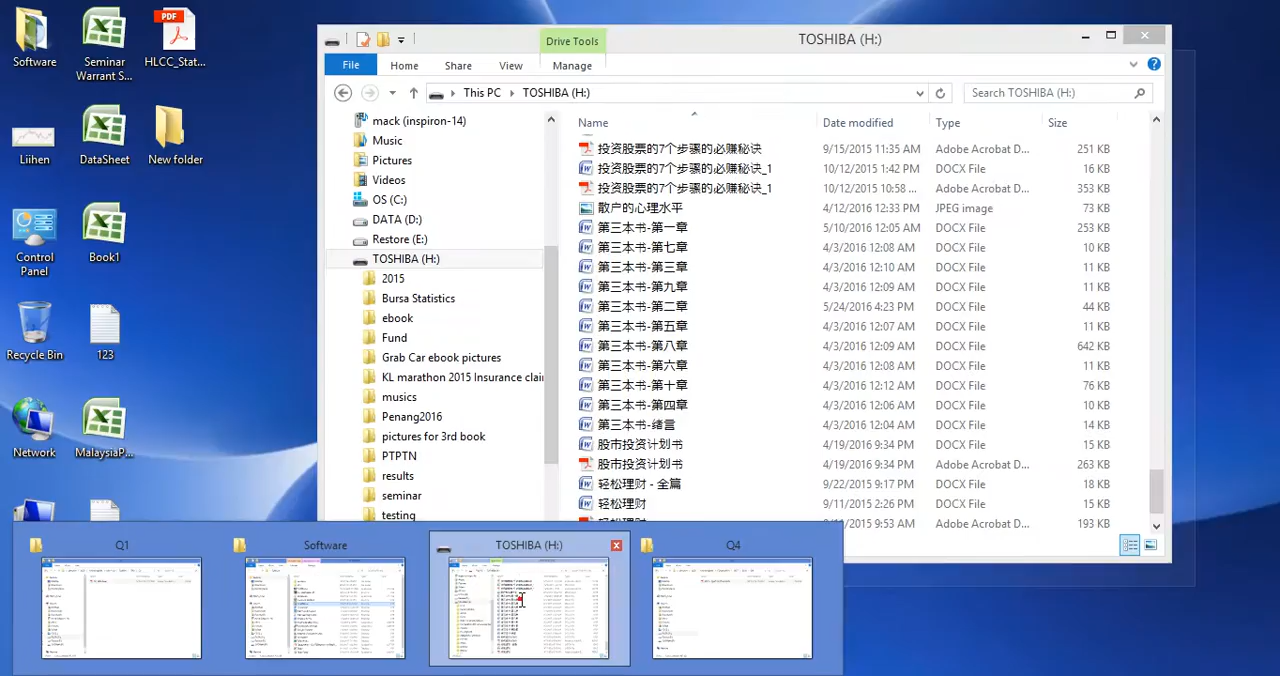 Software
Seminar
Warrant S...
HLCC_Stat...
Liihen
DataSheet
New folder
Control
Panel
Book1
Recycle Bin
123
Network
MalaysiaP...
PDF
Drive Tools
TOSHIBA (H:)
File
Home
Share
View
Manage
This PC
TOSHIBA (H:)
Search TOSHIBA (H:)
mack (inspiron-14)
Music
Pictures
Videos
OS (C:)
DATA (D:)
Restore (E:)
TOSHIBA (H:)
2015
Bursa Statistics
ebook
Fund
Grab Car ebook pictures
KL marathon 2015 Insurance clai
musics
Penang2016
pictures for 3rd book
PTPTN
results
seminar
testing
Name Date modified Type Size
投资股票的7个步骤的必赚秘诀 9/15/2015 11:35 AM Adobe Acrobat D... 251 KB
投资股票的7个步骤的必赚秘诀_1 10/12/2015 1:42 PM DOCX File 16 KB
投资股票的7个步骤的必赚秘诀_1 10/12/2015 10:58 ... Adobe Acrobat D... 353 KB
散户的心理水平 4/12/2016 12:33 PM JPEG image 73 KB
第三本书-第一章 5/10/2016 12:05 AM DOCX File 253 KB
第三本书-第七章 4/3/2016 12:08 AM DOCX File 10 KB
第三本书-第三章 4/3/2016 12:10 AM DOCX File 11 KB
第三本书-第九章 4/3/2016 12:09 AM DOCX File 11 KB
第三本书-第二章 5/24/2016 4:23 PM DOCX File 44 KB
第三本书-第五章 4/3/2016 12:07 AM DOCX File 11 KB
第三本书-第八章 4/3/2016 12:09 AM DOCX File 642 KB
第三本书-第六章 4/3/2016 12:08 AM DOCX File 11 KB
第三本书-第十章 4/3/2016 12:12 AM DOCX File 76 KB
第三本书-第四章 4/3/2016 12:06 AM DOCX File 10 KB
第三本书-绪言 4/3/2016 12:04 AM DOCX File 14 KB
股市投资计划书 4/19/2016 9:34 PM DOCX File 15 KB
股市投资计划书 4/19/2016 9:34 PM Adobe Acrobat D... 263 KB
轻松理财 - 全篇 9/22/2015 9:17 PM DOCX File 18 KB
轻松理财 9/11/2015 2:26 PM DOCX File 15 KB
9:53 AM Adobe Acrobat D... 193 KB
Q1
Software
TOSHIBA (H:)
Q4